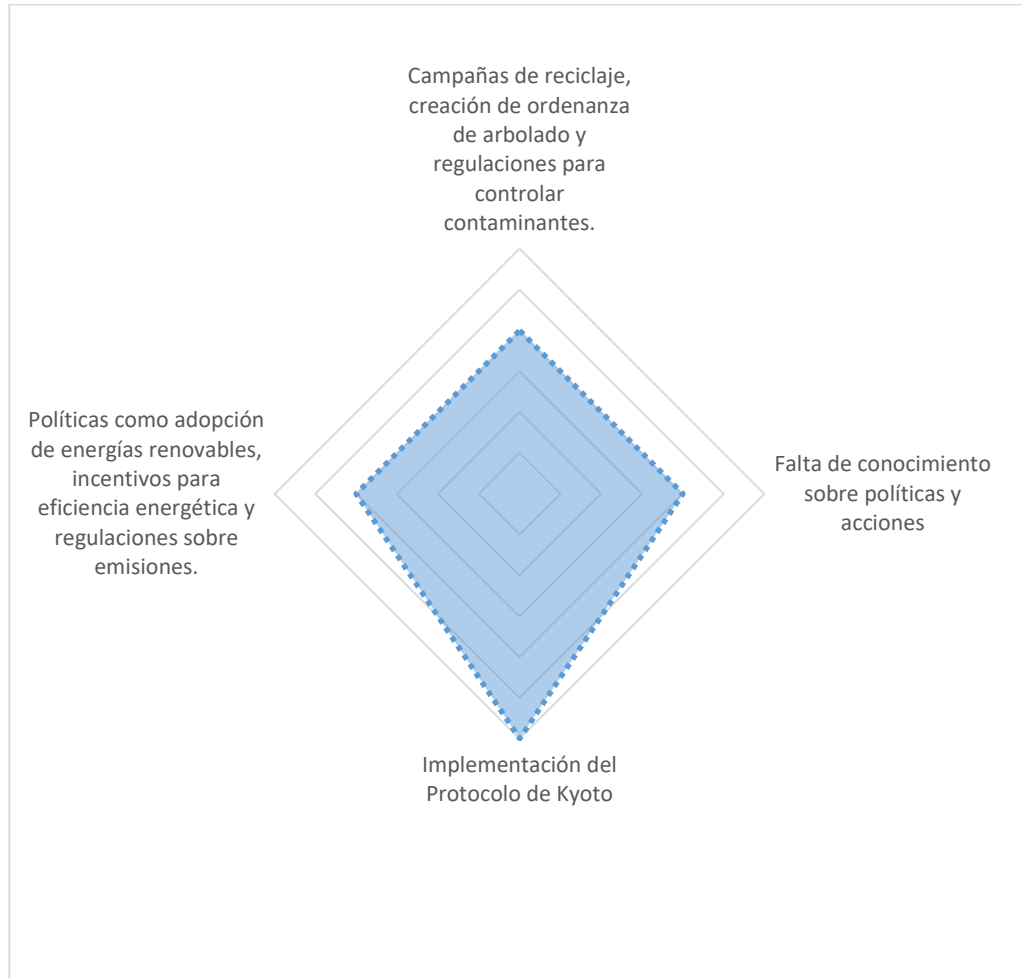 Campañas de reciclaje,
creación de ordenanza
de arbolado y
regulaciones para
controlar
contaminantes.
Falta de conocimiento
sobre políticas y
acciones
Implementación del
Protocolo de Kyoto
Políticas como adopción
de energías renovables,
incentivos para
eficiencia energética y
regulaciones sobre
emisiones.